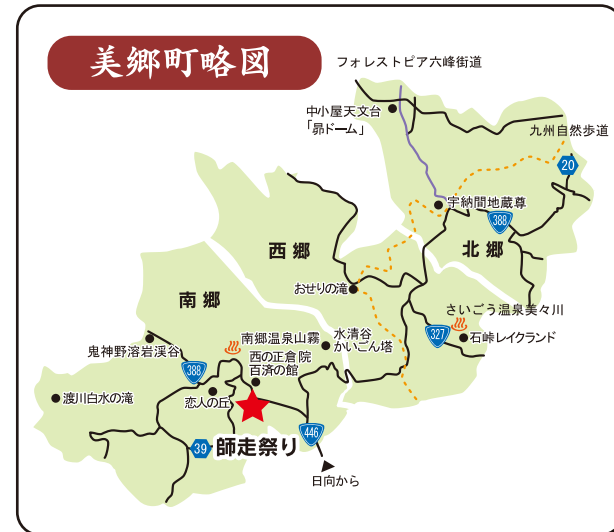 美郷町略図
フォレストピア六峰街道
中小屋天文台
「昴ドーム」
九州自然歩道
20
宇納間地蔵尊
388
北郷
西郷
おせりの滝
南郷
さいごう温泉美々川
327
石峠レイクランド
水清谷
かいごん塔
南郷温泉山霧
鬼神野溶岩渓谷
西の正倉院
百済の館
388
渡川白水の滝
恋人の丘
446
39
師走祭り
日向から